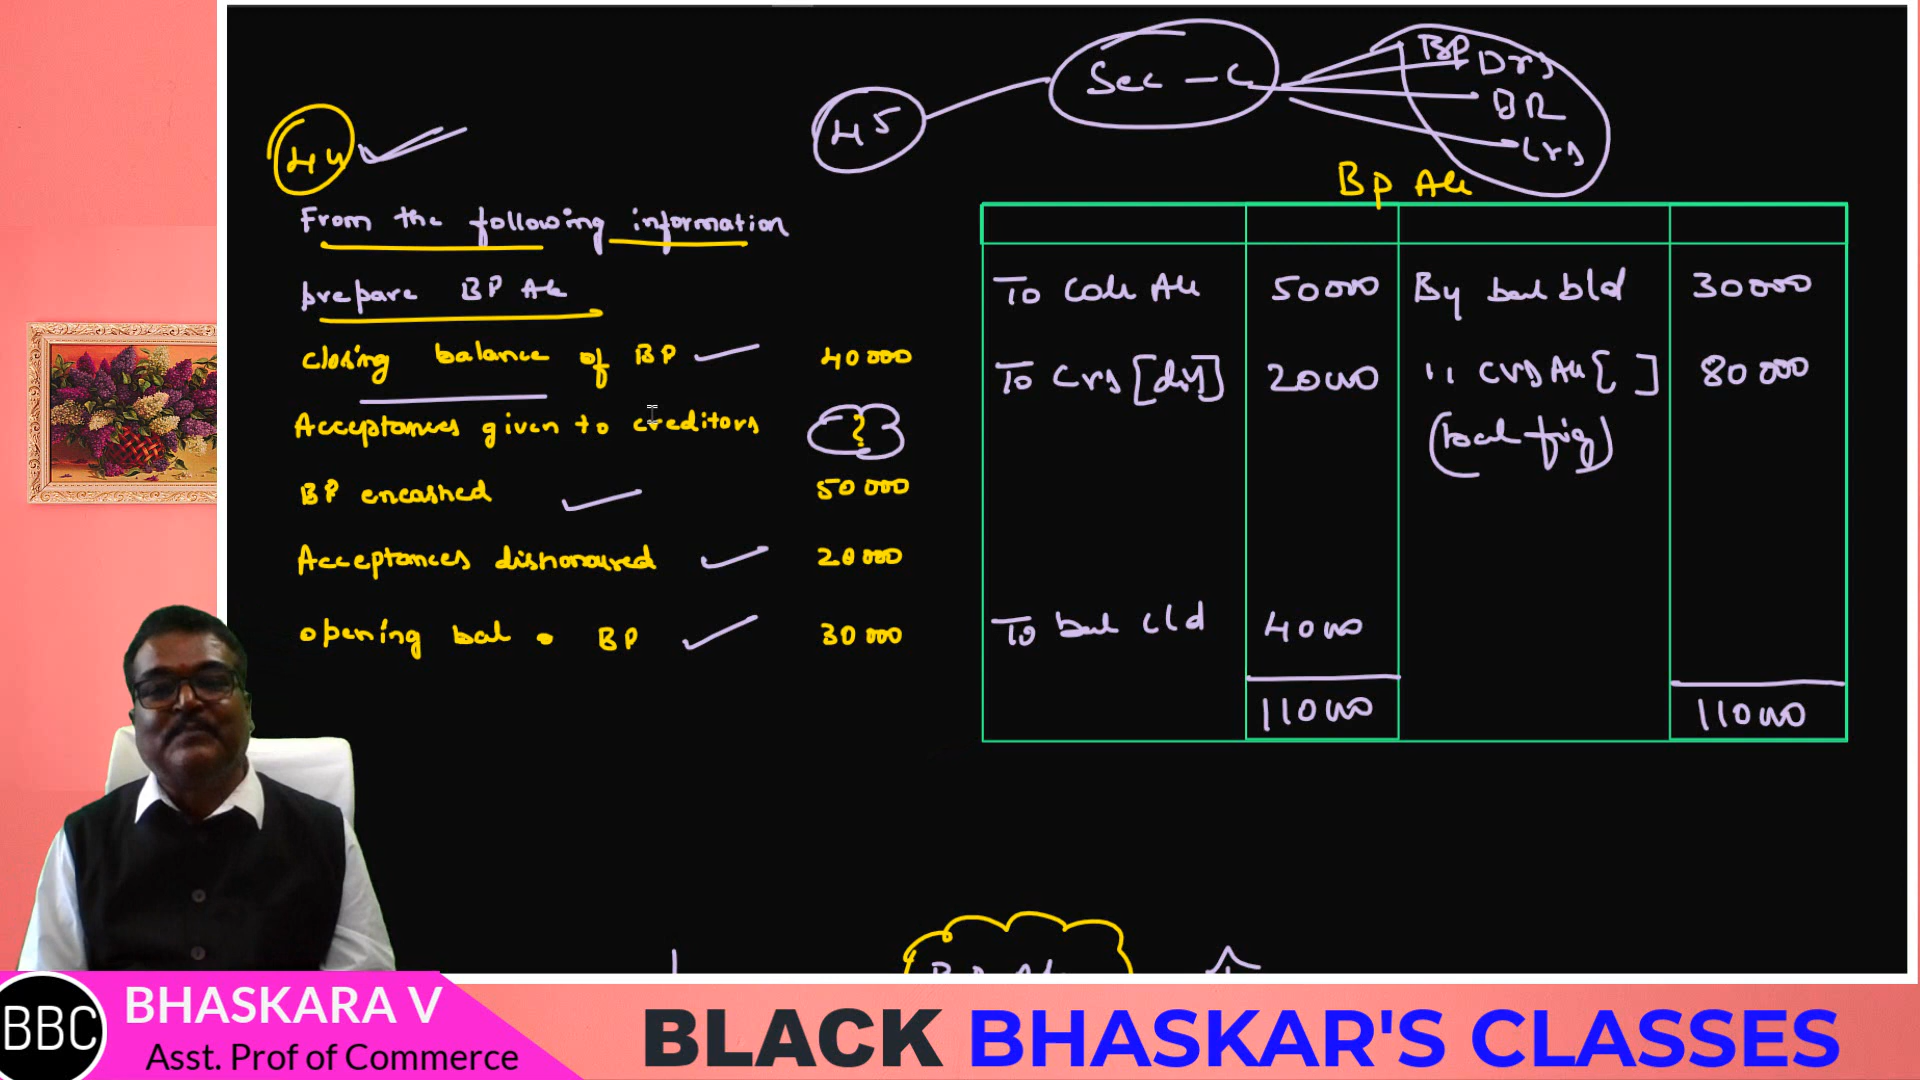 44
45
Sec - C
BP
Drs
BR
Crs
From the following information
prepare BP A/c
closing balance of BP 40000
Acceptances given to creditors ?
BP encashed 50000
Acceptances dishonoured 20000
opening bal o BP 30000
BP A/c
To Cash A/c 50000 By bal b/d 30000
To Crs [dis] 20000 " Crs A/c [ ] 80000
(bal fig)
To bal c/d 40000
110000 110000
BBC
BHASKARA V
Asst. Prof of Commerce
BLACK BHASKAR'S CLASSES